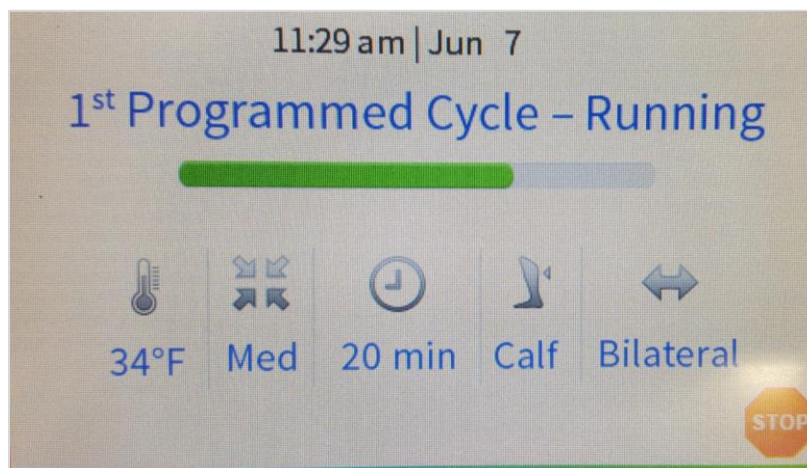 11:29 am | Jun 7
1st Programmed Cycle – Running
34°F Med 20 min Calf Bilateral
STOP